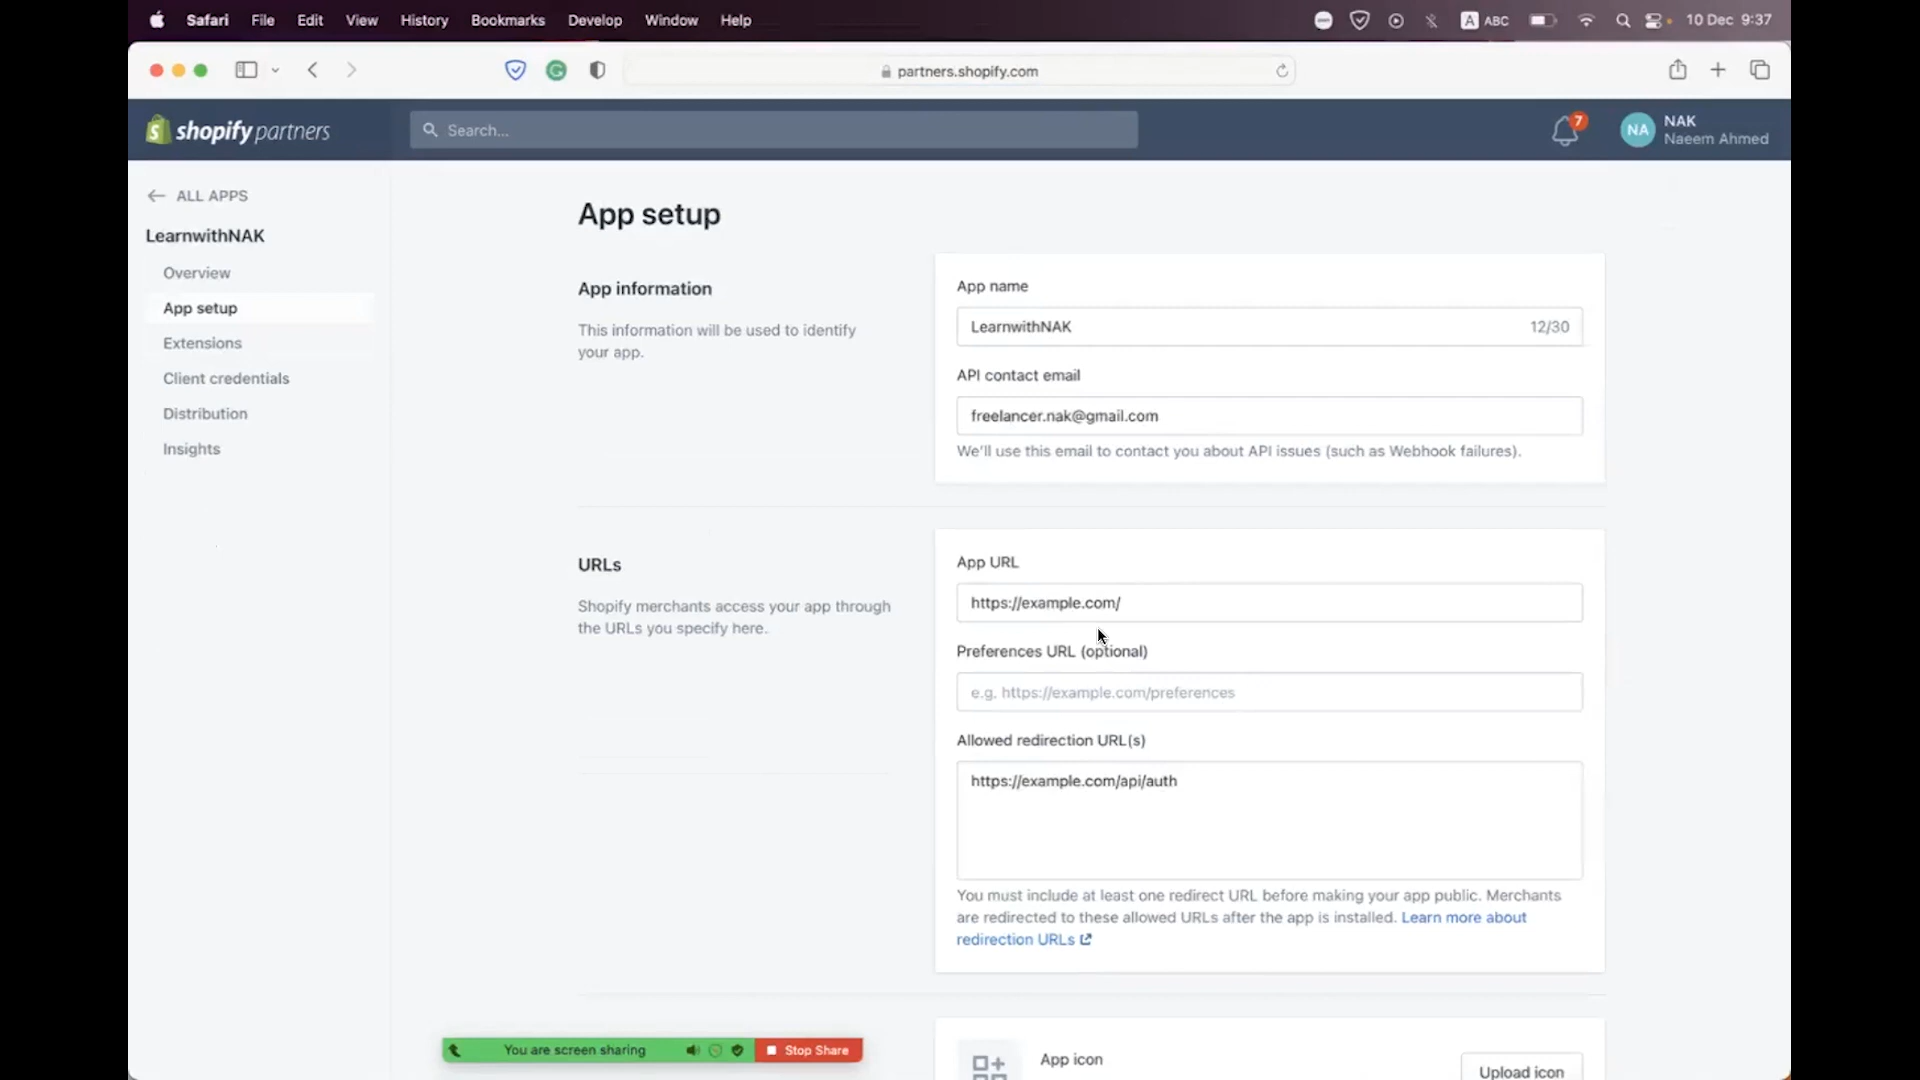 Safari File Edit View History Bookmarks Develop Window Help
A ABC 10 Dec 9:37
partners.shopify.com
shopify partners
Search...
7
NA
NAK
Naeem Ahmed
ALL APPS
LearnwithNAK
Overview
App setup
Extensions
Client credentials
Distribution
Insights
App setup
App information
This information will be used to identify
your app.
App name
LearnwithNAK 12/30
API contact email
freelancer.nak@gmail.com
We'll use this email to contact you about API issues (such as Webhook failures).
URLs
Shopify merchants access your app through
the URLs you specify here.
App URL
https://example.com/
Preferences URL (optional)
e.g. https://example.com/preferences
Allowed redirection URL(s)
https://example.com/api/auth
You must include at least one redirect URL before making your app public. Merchants
are redirected to these allowed URLs after the app is installed. Learn more about
redirection URLs
App icon
Upload icon
You are screen sharing
Stop Share